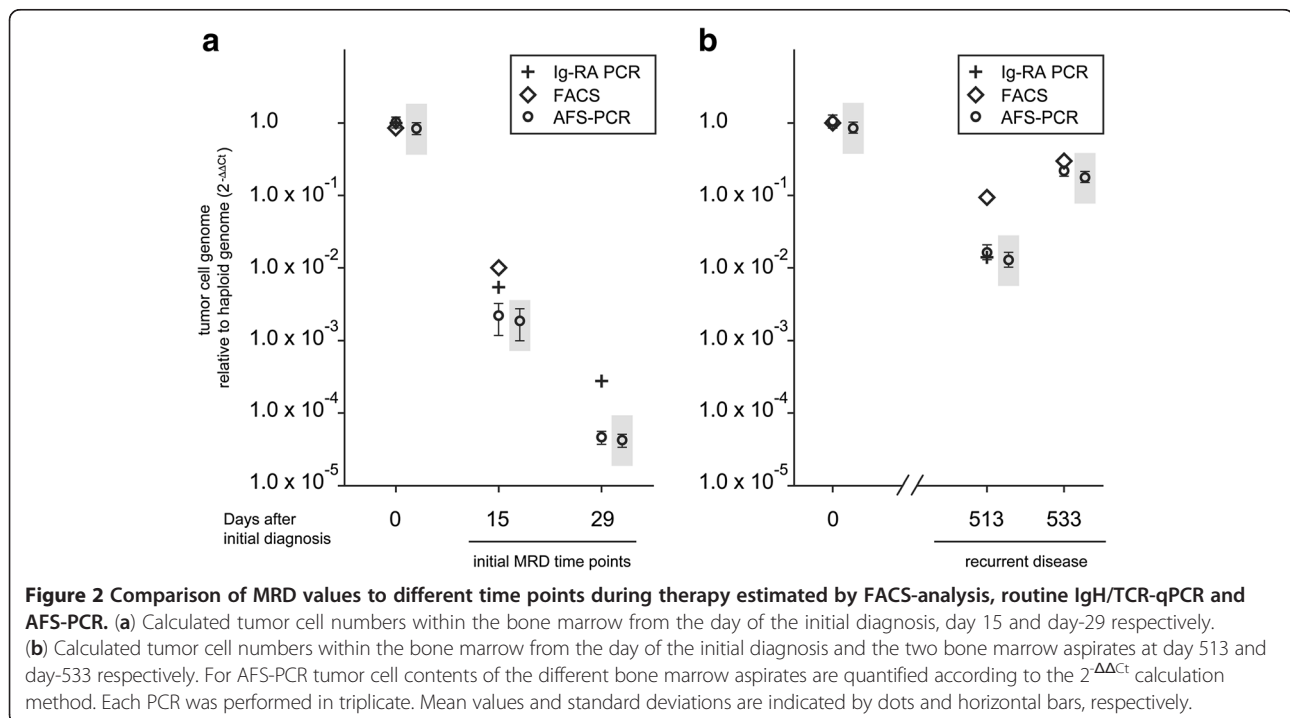 a
b
Ig-RA PCR
FACS
AFS-PCR
Ig-RA PCR
FACS
AFS-PCR
tumor cell genome
relative to haploid genome (2-ΔΔCt)
1.0
1.0 x 10-1
1.0 x 10-2
1.0 x 10-3
1.0 x 10-4
1.0 x 10-5
1.0
1.0 x 10-1
1.0 x 10-2
1.0 x 10-3
1.0 x 10-4
1.0 x 10-5
Days after
initial diagnosis
0 15 29
initial MRD time points
0 513 533
recurrent disease
Figure 2 Comparison of MRD values to different time points during therapy estimated by FACS-analysis, routine IgH/TCR-qPCR and
AFS-PCR. (a) Calculated tumor cell numbers within the bone marrow from the day of the initial diagnosis, day 15 and day-29 respectively.
(b) Calculated tumor cell numbers within the bone marrow from the day of the initial diagnosis and the two bone marrow aspirates at day 513 and
day-533 respectively. For AFS-PCR tumor cell contents of the different bone marrow aspirates are quantified according to the 2-ΔΔCt calculation
method. Each PCR was performed in triplicate. Mean values and standard deviations are indicated by dots and horizontal bars, respectively.